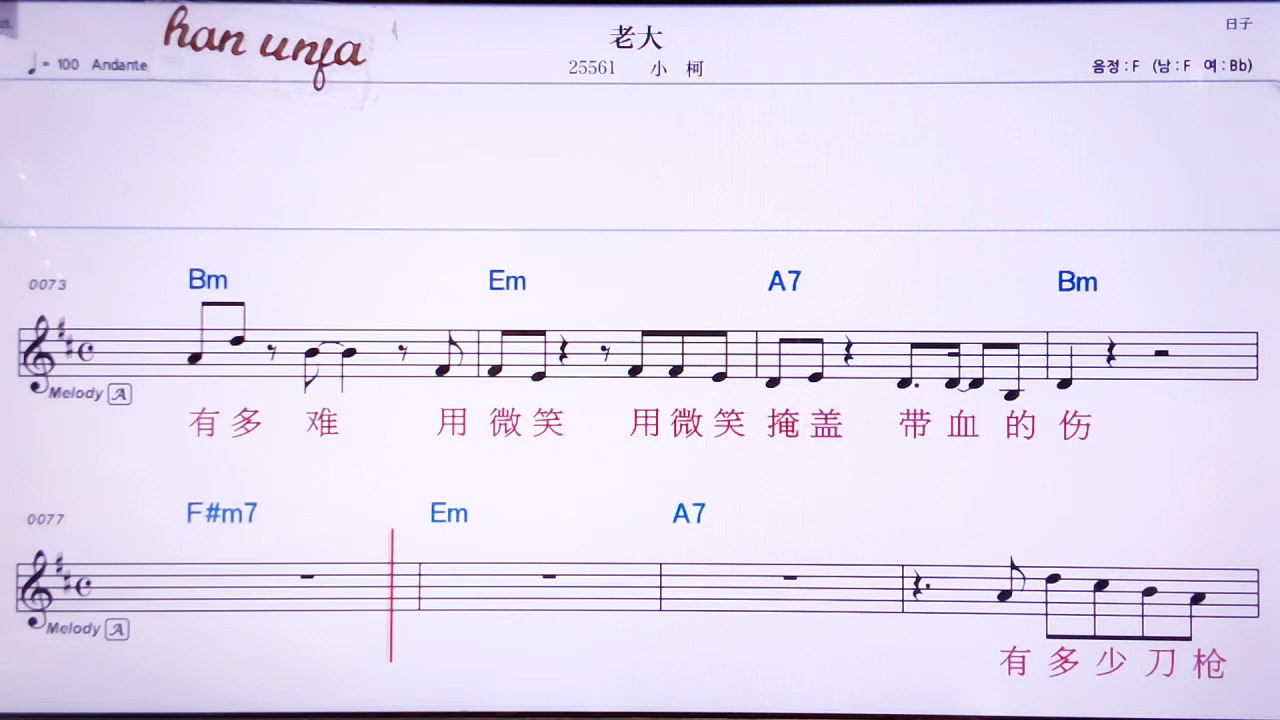 han unfa
老大
日子
♩= 100 Andante
25561 小 柯
음정 : F (남 : F 여 : Bb)
0073 Bm Em A7 Bm
Melody A
有多 难 用 微笑 用微笑 掩盖 带血的伤
0077 F#m7 Em A7
Melody A
有多少刀枪